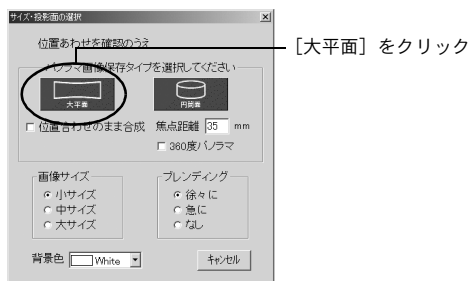 サイズ・投影面の選択
位置あわせを確認のうえ
［大平面］をクリック
パノラマ画像保存タイプを選択してください
大平面
円筒面
位置合わせのまま合成
焦点距離 35 mm
360度パノラマ
画像サイズ
小サイズ
中サイズ
大サイズ
ブレンディング
徐々に
急に
なし
背景色 White
キャンセル